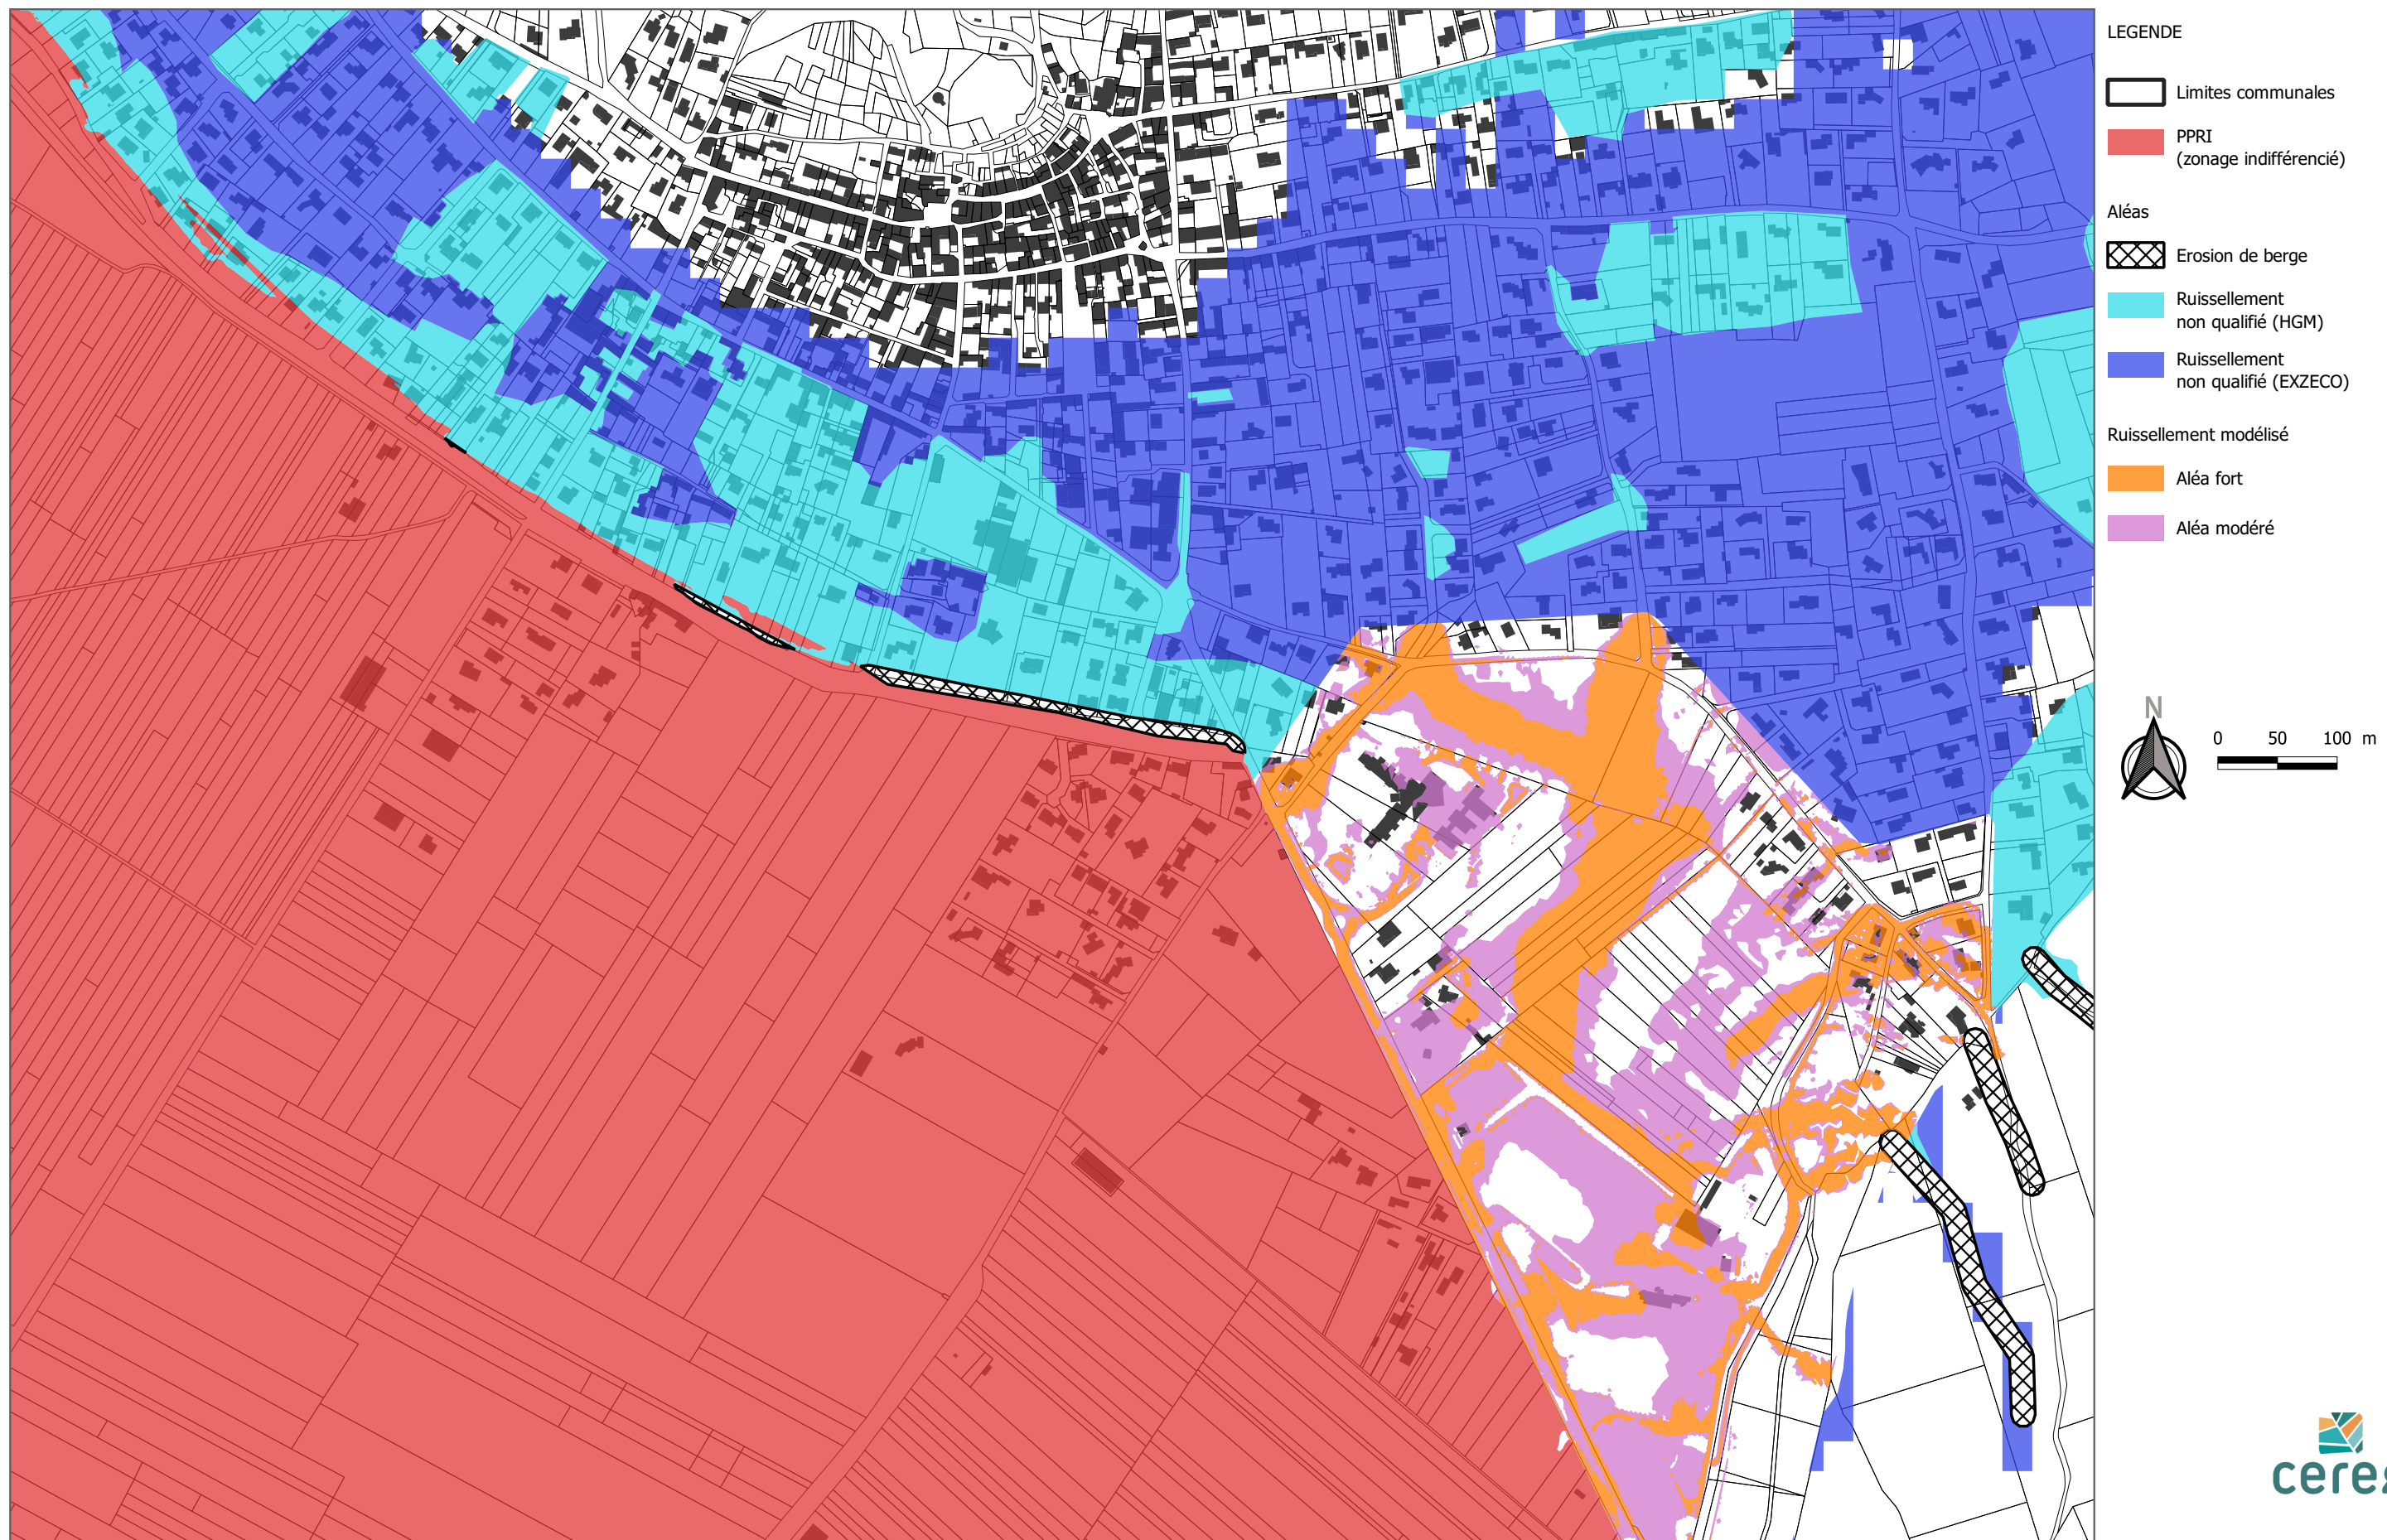 LEGENDE
Limites communales
PPRI
(zonage indifférencié)
Aléas
Erosion de berge
Ruissellement
non qualifié (HGM)
Ruissellement
non qualifié (EXZECO)
Ruissellement modélisé
Aléa fort
Aléa modéré
N
0 50 100 m